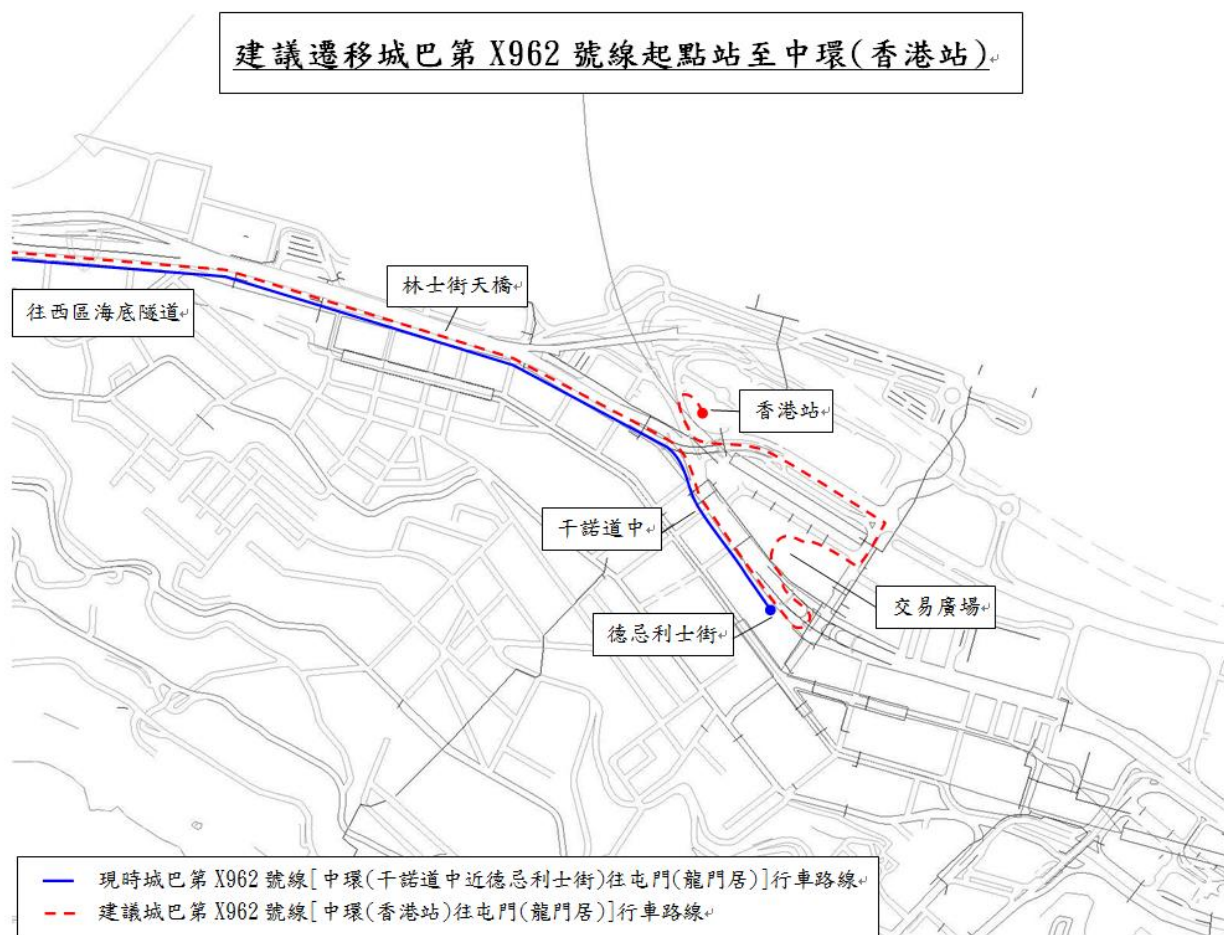 建議遷移城巴第 X962 號線起點站至中環(香港站)
林士街天橋
往西區海底隧道
香港站
干諾道中
交易廣場
德忌利士街
現時城巴第 X962 號線[中環(干諾道中近德忌利士街)往屯門(龍門居)]行車路線
建議城巴第 X962 號線[中環(香港站)往屯門(龍門居)]行車路線